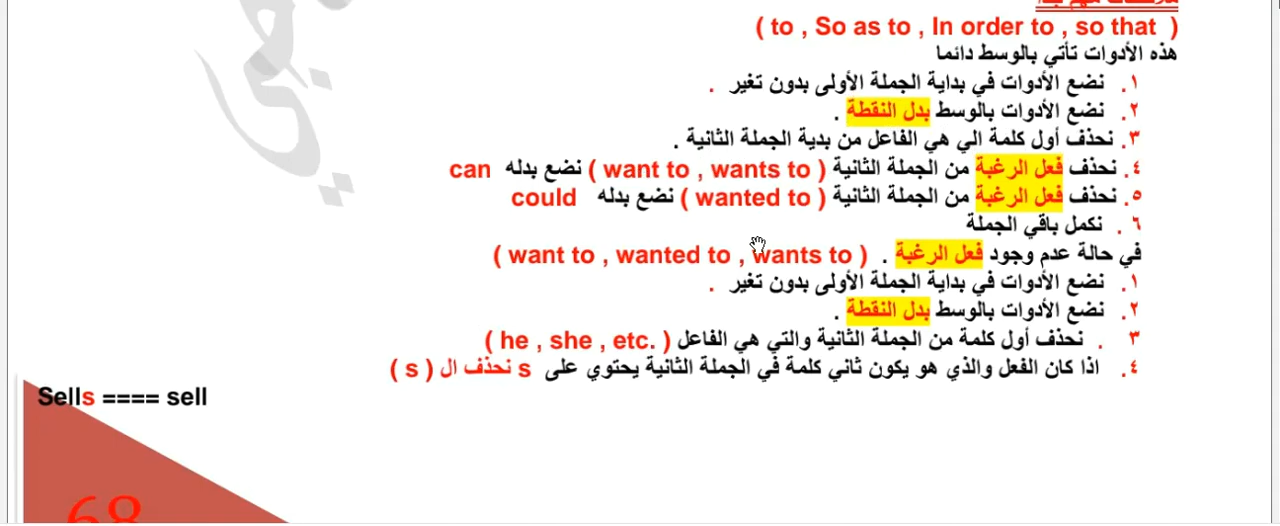 ( to , So as to , In order to , so that )
هذه الأدوات تأتي بالوسط دائما
١. نضع الأدوات في بداية الجملة الأولى بدون تغير .
٢. نضع الأدوات بالوسط بدل النقطة .
٣. نحذف أول كلمة الي هي الفاعل من بدية الجملة الثانية .
٤. نحذف فعل الرغبة من الجملة الثانية ( want to , wants to ) نضع بدله can
٥. نحذف فعل الرغبة من الجملة الثانية ( wanted to ) نضع بدله could
٦ . نكمل باقي الجملة
في حالة عدم وجود فعل الرغبة . ( want to , wanted to , wants to )
١. نضع الأدوات في بداية الجملة الأولى بدون تغير .
٢. نضع الأدوات بالوسط بدل النقطة .
٣ . نحذف أول كلمة من الجملة الثانية والتي هي الفاعل ( he , she , etc. )
٤. اذا كان الفعل والذي هو يكون ثاني كلمة في الجملة الثانية يحتوي على s نحذف ال ( s )
Sells ==== sell
68